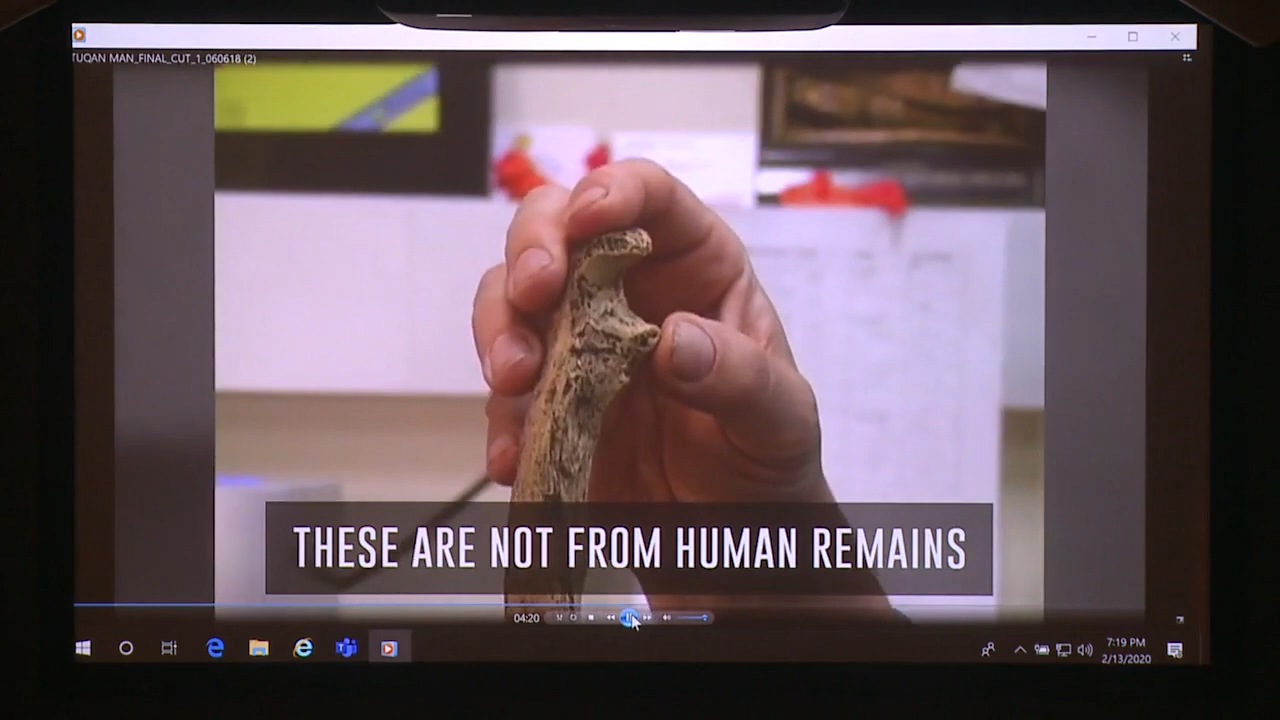 TUQAN MAN_FINAL_CUT_1_060618 (2)
THESE ARE NOT FROM HUMAN REMAINS
04:20
7:19 PM
2/13/2020